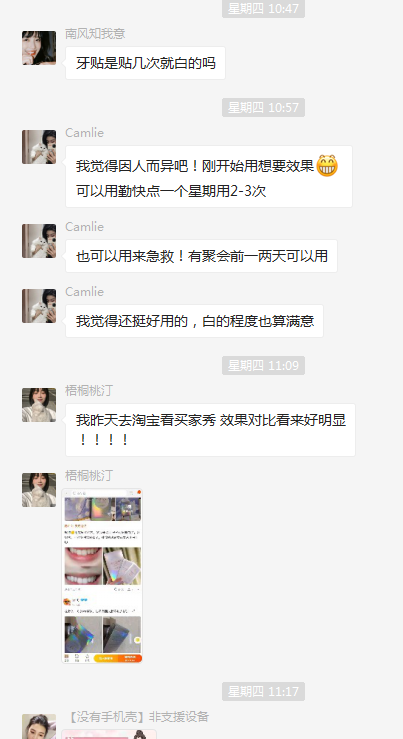 星期四 10:47
南风知我意
牙贴是贴几次就白的吗
星期四 10:57
Camlie
我觉得因人而异吧！刚开始用想要效果
可以用勤快点一个星期用2-3次
Camlie
也可以用来急救！有聚会前一两天可以用
Camlie
我觉得还挺好用的，白的程度也算满意
星期四 11:09
梧桐桃汀
我昨天去淘宝看买家秀 效果对比看来好明显
！！！！
梧桐桃汀
星期四 11:17
【没有手机壳】非支援设备